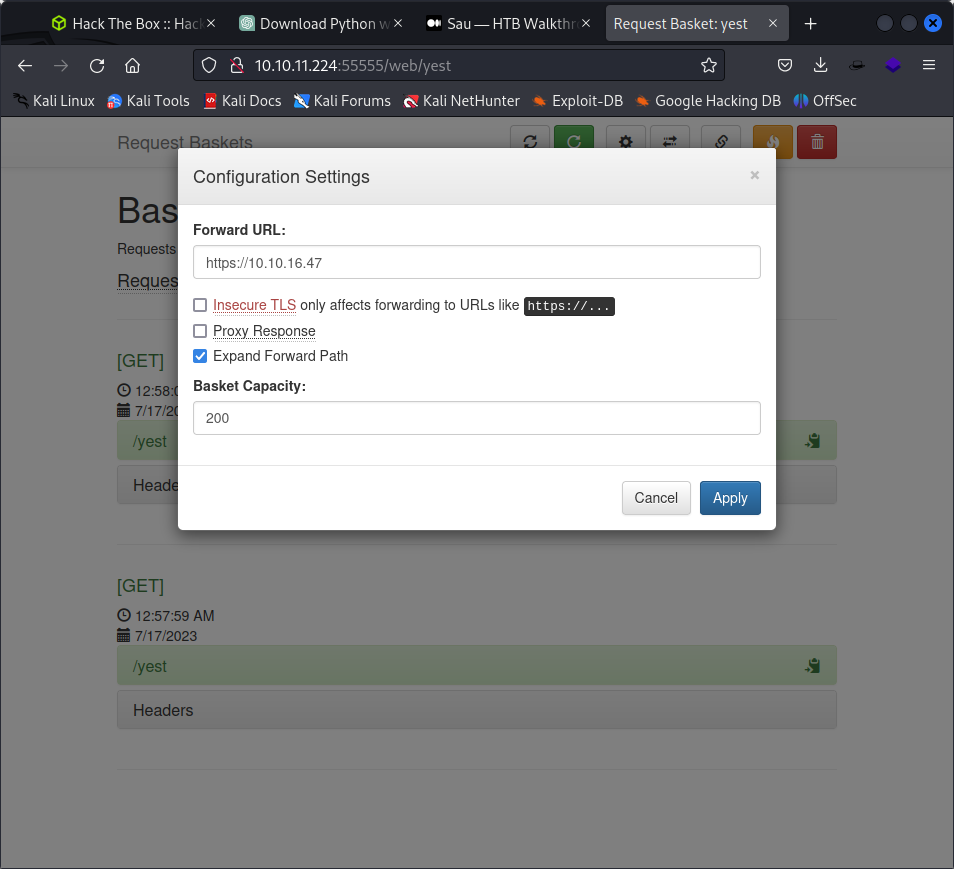 Hack The Box :: Hac
Download Python w
Sau — HTB Walkthr
Request Basket: yest
10.10.11.224:55555/web/yest
Kali Linux Kali Tools Kali Docs Kali Forums Kali NetHunter Exploit-DB Google Hacking DB OffSec
Request Baskets
Configuration Settings
Bas
Requests
Reques
Forward URL:
https://10.10.16.47
Insecure TLS only affects forwarding to URLs like https://...
Proxy Response
Expand Forward Path
Basket Capacity:
200
Cancel Apply
[GET]
12:58:0
7/17/20
/yest
Heade
[GET]
12:57:59 AM
7/17/2023
/yest
Headers